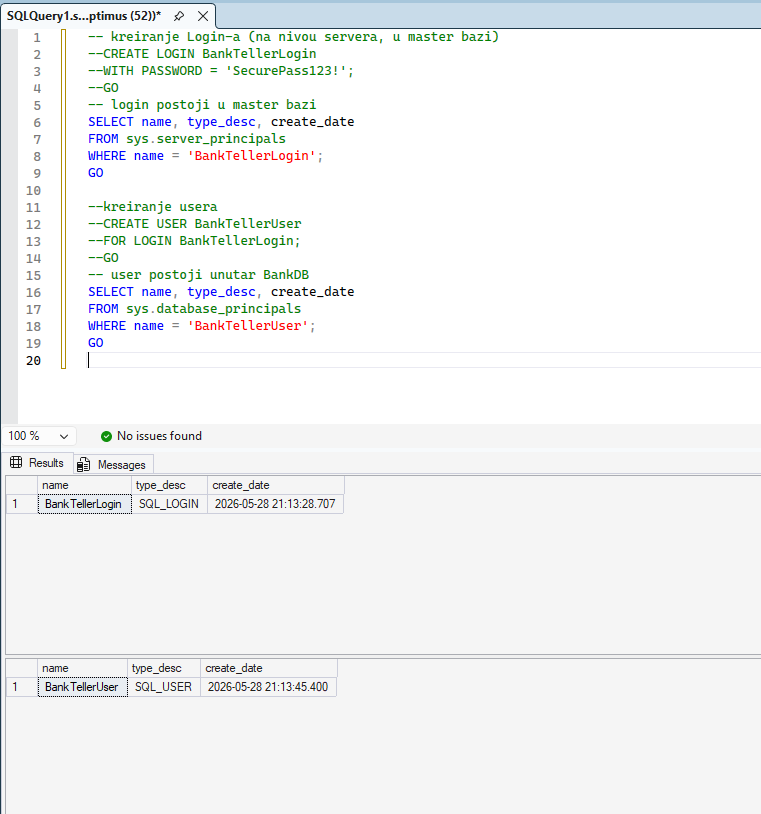 SQLQuery1.s...ptimus (52))*
1 -- kreiranje Login-a (na nivou servera, u master bazi)
2 --CREATE LOGIN BankTellerLogin
3 --WITH PASSWORD = 'SecurePass123!';
4 --GO
5 -- login postoji u master bazi
6 SELECT name, type_desc, create_date
7 FROM sys.server_principals
8 WHERE name = 'BankTellerLogin';
9 GO
10
11 --kreiranje usera
12 --CREATE USER BankTellerUser
13 --FOR LOGIN BankTellerLogin;
14 --GO
15 -- user postoji unutar BankDB
16 SELECT name, type_desc, create_date
17 FROM sys.database_principals
18 WHERE name = 'BankTellerUser';
19 GO
20
100 % No issues found
Results Messages
name type_desc create_date
1 BankTellerLogin SQL_LOGIN 2026-05-28 21:13:28.707
name type_desc create_date
1 BankTellerUser SQL_USER 2026-05-28 21:13:45.400